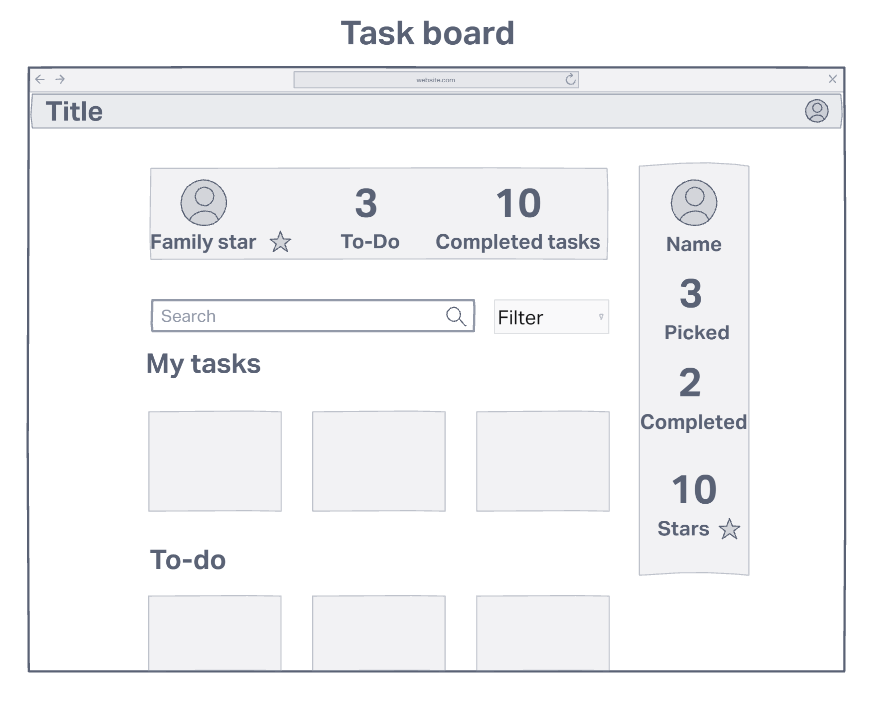 Task board
website.com
Title
3
10
Family star
To-Do
Completed tasks
Search
Filter
My tasks
To-do
Name
3
Picked
2
Completed
10
Stars